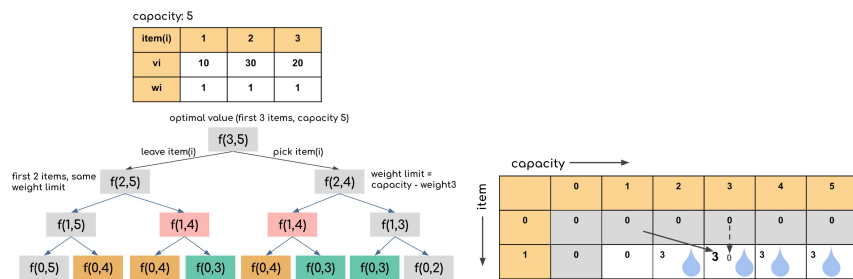 capacity: 5
item(i) 1 2 3
vi 10 30 20
wi 1 1 1
optimal value (first 3 items, capacity 5)
f(3,5)
leave item(i) pick item(i)
first 2 items, same
weight limit
f(2,5) f(2,4)
weight limit =
capacity - weight3
f(1,5) f(1,4) f(1,4) f(1,3)
f(0,5) f(0,4) f(0,4) f(0,3) f(0,4) f(0,3) f(0,3) f(0,2)
capacity
item
0 1 2 3 4 5
0 0 0 0 0 0 0
1 0 0 3 3 0 3 3